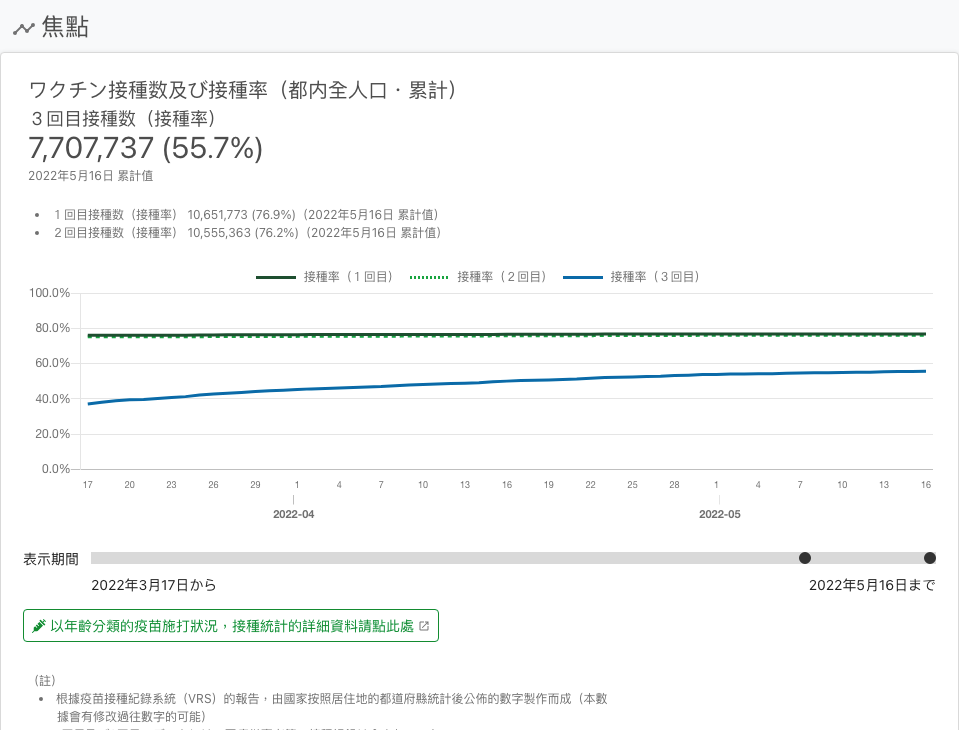 焦點
ワクチン接種数及び接種率（都内全人口・累計）
３回目接種数（接種率）
7,707,737 (55.7%)
2022年5月16日 累計值
• １回目接種数（接種率） 10,651,773 (76.9%)（2022年5月16日 累計值）
• ２回目接種数（接種率） 10,555,363 (76.2%)（2022年5月16日 累計值）
接種率（１回目） 接種率（２回目） 接種率（３回目）
100.0%
80.0%
60.0%
40.0%
20.0%
0.0%
17 20 23 26 29 1 4 7 10 13 16 19 22 25 28 1 4 7 10 13 16
2022-04 2022-05
表示期間
2022年3月17日から 2022年5月16日まで
以年齡分類的疫苗施打狀況，接種統計的詳細資料請點此處
（註）
• 根據疫苗接種紀錄系統（VRS）的報告，由國家按照居住地的都道府縣統計後公佈的數字製作而成（本數
據會有修改過往數字的可能）